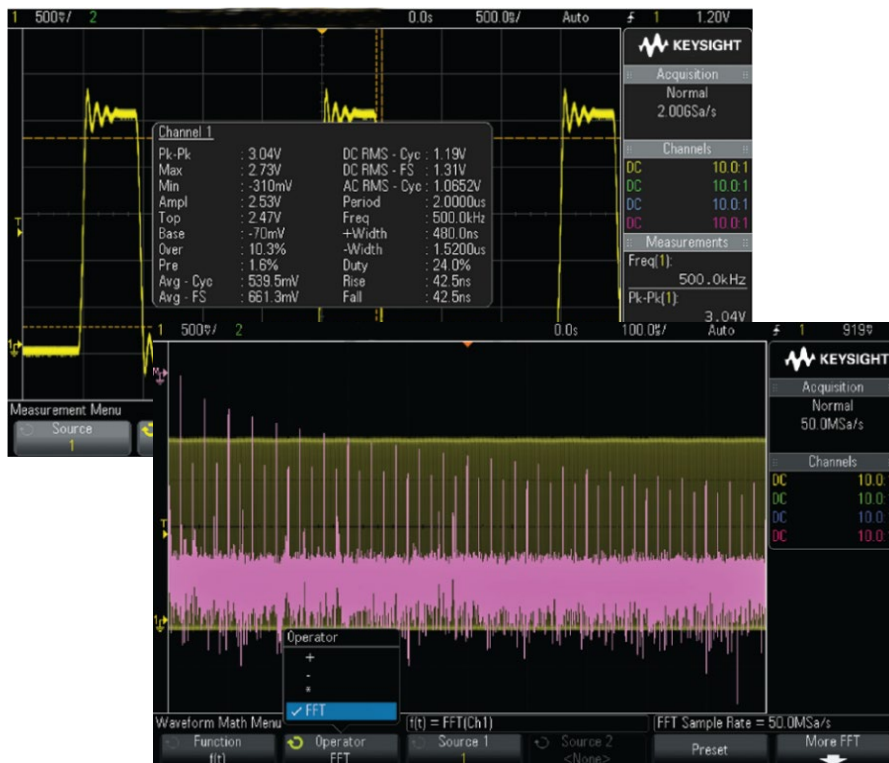 1 500♡/ 2 0.0s 500.0s/ Auto 1 1.20V
KEYSIGHT
Acquisition
Normal
2.00GSa/s
Channels
DC 10.0:1
DC 10.0:1
DC 10.0:1
DC 10.0:1
Measurements
Freq(1):
500.0kHz
Pk-Pk(1):
3.04V
Channel 1
Pk-Pk : 3.04V DC RMS - Cyc : 1.19V
Max : 2.73V DC RMS - FS : 1.31V
Min : -310mV AC RMS - Cyc : 1.0652V
Ampl : 2.53V Period : 2.0000us
Top : 2.47V Freq : 500.0kHz
Base : -70mV +Width : 480.0ns
Over : 10.3% -Width : 1.5200us
Pre : 1.6% Duty : 24.0%
Avg - Cyc : 539.5mV Rise : 42.5ns
Avg - FS : 661.3mV Fall : 42.5ns
T
1
Measurement Menu
Source
1
1 500 2 0.0s 100.0 Auto 1 919
KEYSIGHT
Acquisition
Normal
50.0MSa/s
Channels
DC 10.0:
DC 10.0:
DC 10.0:
DC 10.0:
M
T
1
Operator
+
-
*
✓ FFT
Waveform Math Menu f(t) = FFT(Ch1) FFT Sample Rate = 50.0MSa/s
Function Operator Source 1 Source 2 Preset More FFT
f(t) FFT 1 <None>